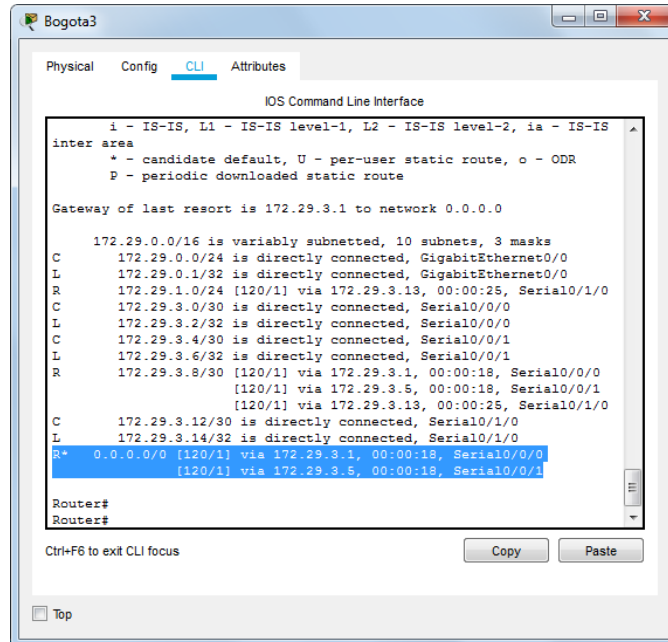 Bogota3
Physical Config CLI Attributes
IOS Command Line Interface
i - IS-IS, L1 - IS-IS level-1, L2 - IS-IS level-2, ia - IS-IS
inter area
* - candidate default, U - per-user static route, o - ODR
P - periodic downloaded static route
Gateway of last resort is 172.29.3.1 to network 0.0.0.0
172.29.0.0/16 is variably subnetted, 10 subnets, 3 masks
C 172.29.0.0/24 is directly connected, GigabitEthernet0/0
L 172.29.0.1/32 is directly connected, GigabitEthernet0/0
R 172.29.1.0/24 [120/1] via 172.29.3.13, 00:00:25, Serial0/1/0
C 172.29.3.0/30 is directly connected, Serial0/0/0
L 172.29.3.2/32 is directly connected, Serial0/0/0
C 172.29.3.4/30 is directly connected, Serial0/0/1
L 172.29.3.6/32 is directly connected, Serial0/0/1
R 172.29.3.8/30 [120/1] via 172.29.3.1, 00:00:18, Serial0/0/0
[120/1] via 172.29.3.5, 00:00:18, Serial0/0/1
[120/1] via 172.29.3.13, 00:00:25, Serial0/1/0
C 172.29.3.12/30 is directly connected, Serial0/1/0
L 172.29.3.14/32 is directly connected, Serial0/1/0
R* 0.0.0.0/0 [120/1] via 172.29.3.1, 00:00:18, Serial0/0/0
[120/1] via 172.29.3.5, 00:00:18, Serial0/0/1
Router#
Router#
Ctrl+F6 to exit CLI focus Copy Paste
Top